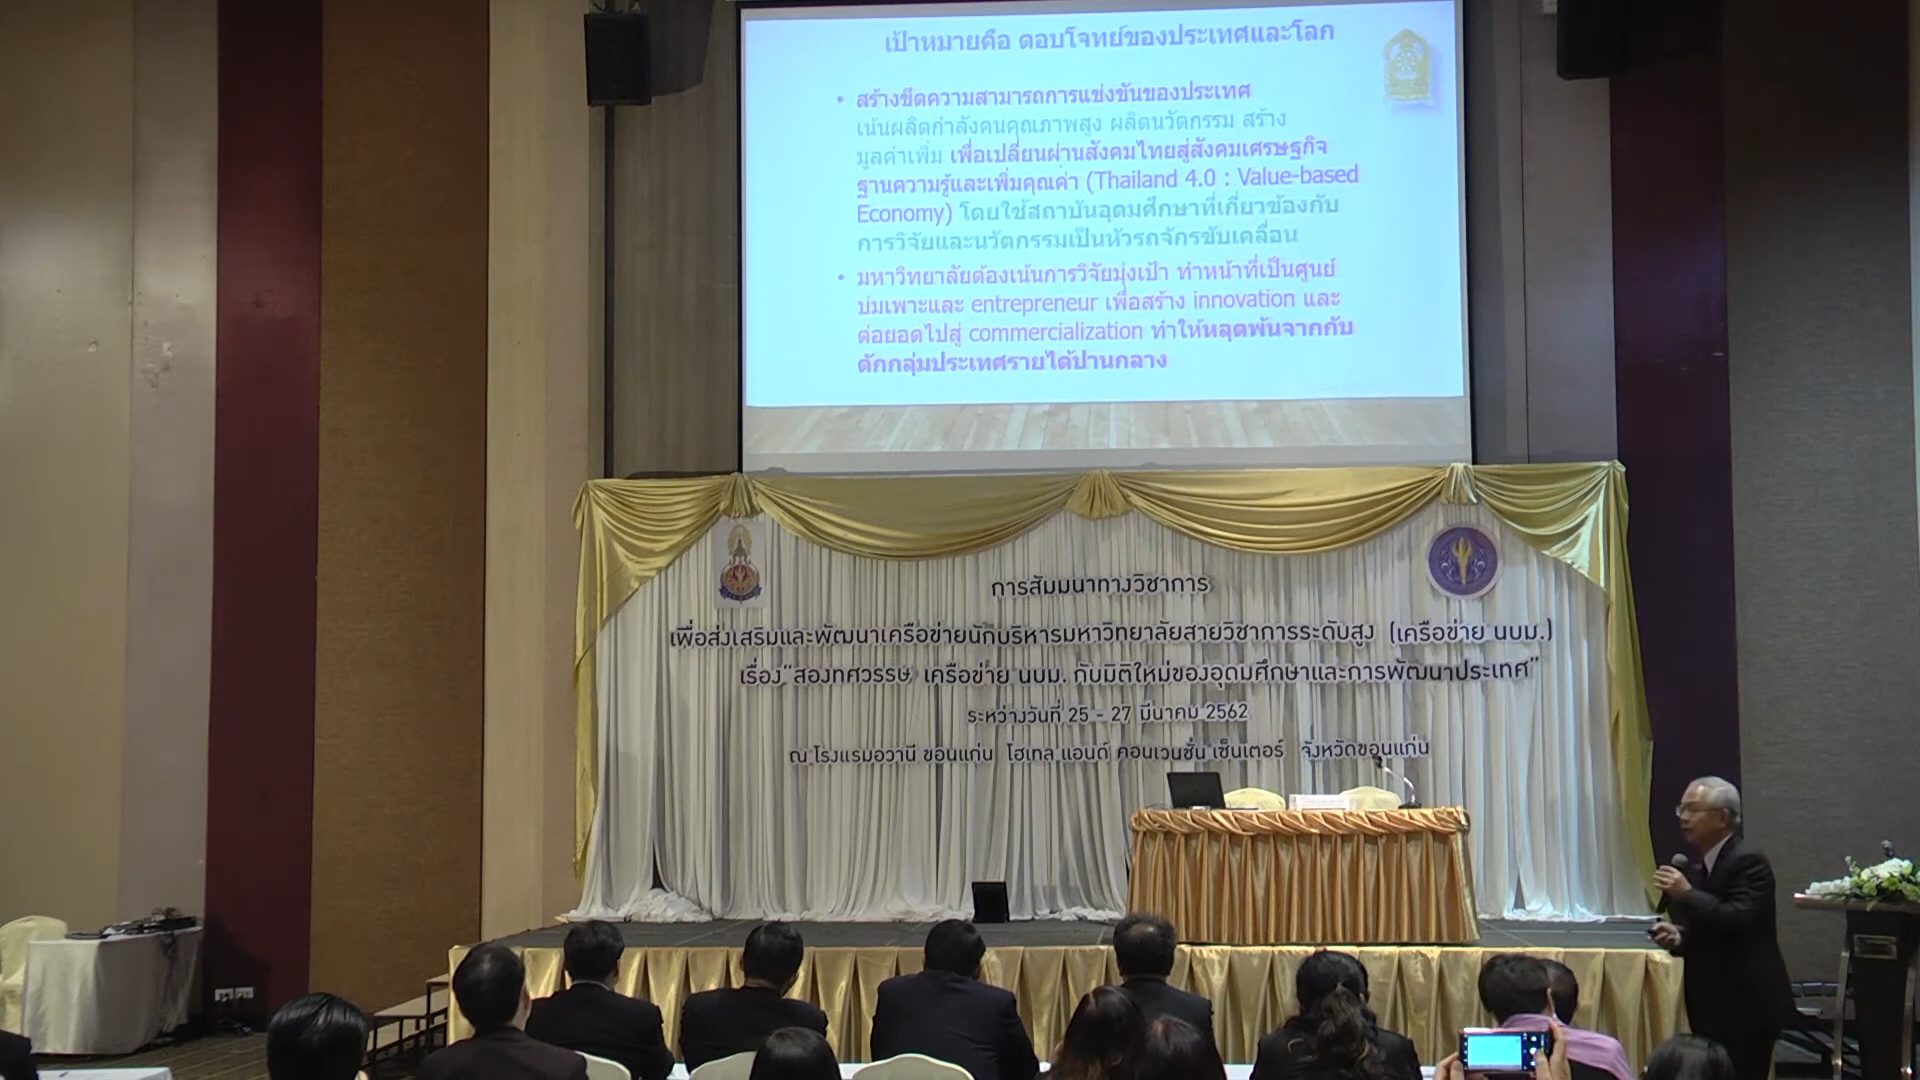 เป้าหมายคือ ตอบโจทย์ของประเทศและโลก
• สร้างขีดความสามารถการแข่งขันของประเทศ
เน้นผลิตกำลังคนคุณภาพสูง ผลิตนวัตกรรม สร้าง
มูลค่าเพิ่ม เพื่อเปลี่ยนผ่านสังคมไทยสู่สังคมเศรษฐกิจ
ฐานความรู้และเพิ่มคุณค่า (Thailand 4.0 : Value-based
Economy) โดยใช้สถาบันอุดมศึกษาที่เกี่ยวข้องกับ
การวิจัยและนวัตกรรมเป็นหัวรถจักรขับเคลื่อน
• มหาวิทยาลัยต้องเน้นการวิจัยมุ่งเป้า ทำหน้าที่เป็นศูนย์
บ่มเพาะและ entrepreneur เพื่อสร้าง innovation และ
ต่อยอดไปสู่ commercialization ทำให้หลุดพ้นจากกับ
ดักกลุ่มประเทศรายได้ปานกลาง
การสัมมนาทางวิชาการ
เพื่อส่งเสริมและพัฒนาเครือข่ายนักบริหารมหาวิทยาลัยสายวิชาการระดับสูง (เครือข่าย นบม.)
เรื่อง“สองทศวรรษ เครือข่าย นบม. กับมิติใหม่ของอุดมศึกษาและการพัฒนาประเทศ”
ระหว่างวันที่ 25 - 27 มีนาคม 2562
ณ โรงแรมอวานี ขอนแก่น โฮเทล แอนด์ คอนเวนชั่น เซ็นเตอร์ จังหวัดขอนแก่น